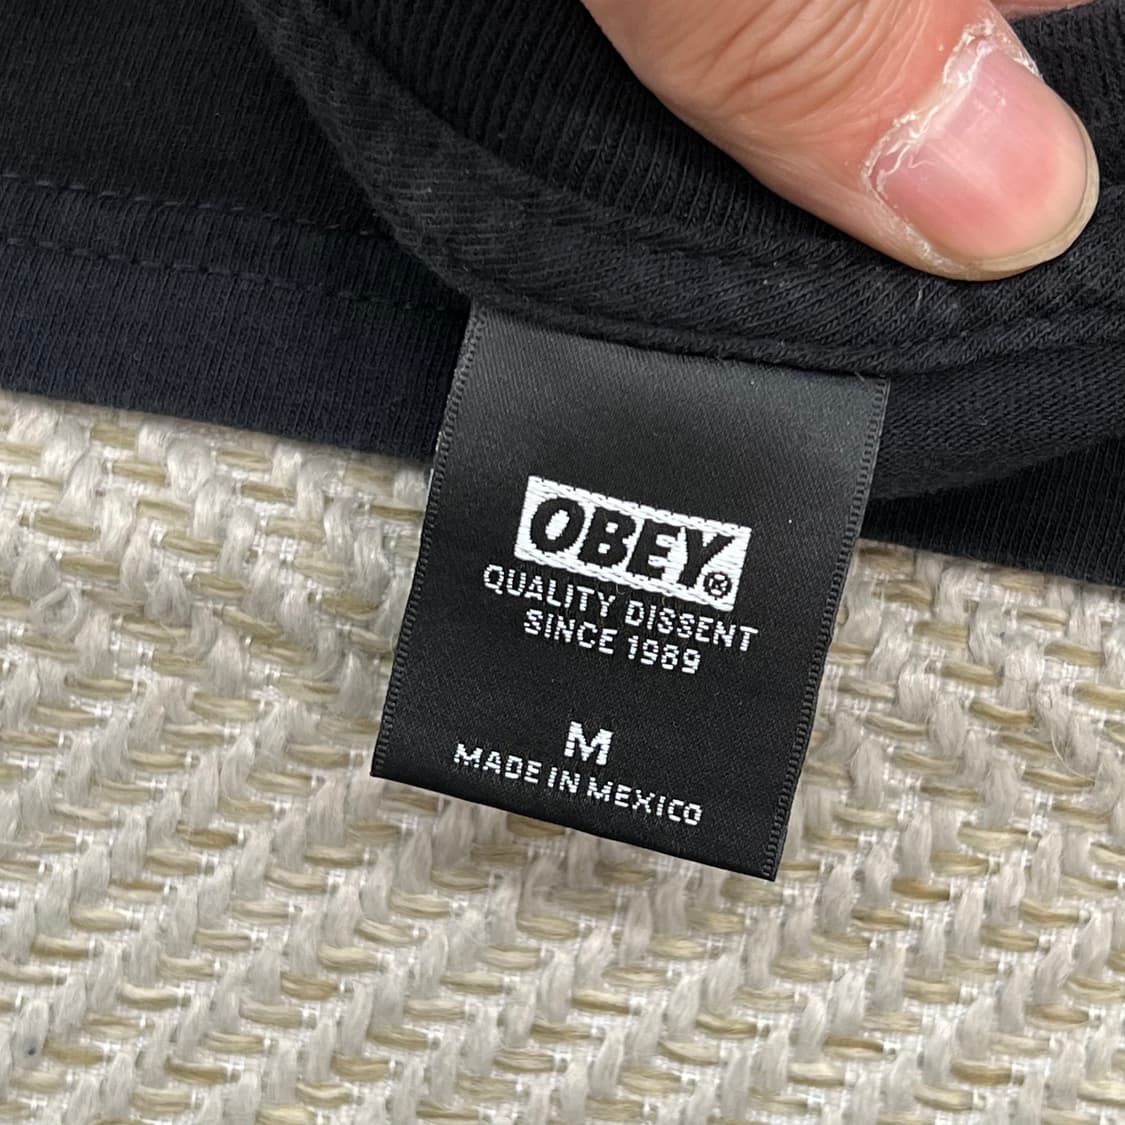 OBEY®
QUALITY DISSENT
SINCE 1989
M
MADE IN MEXICO